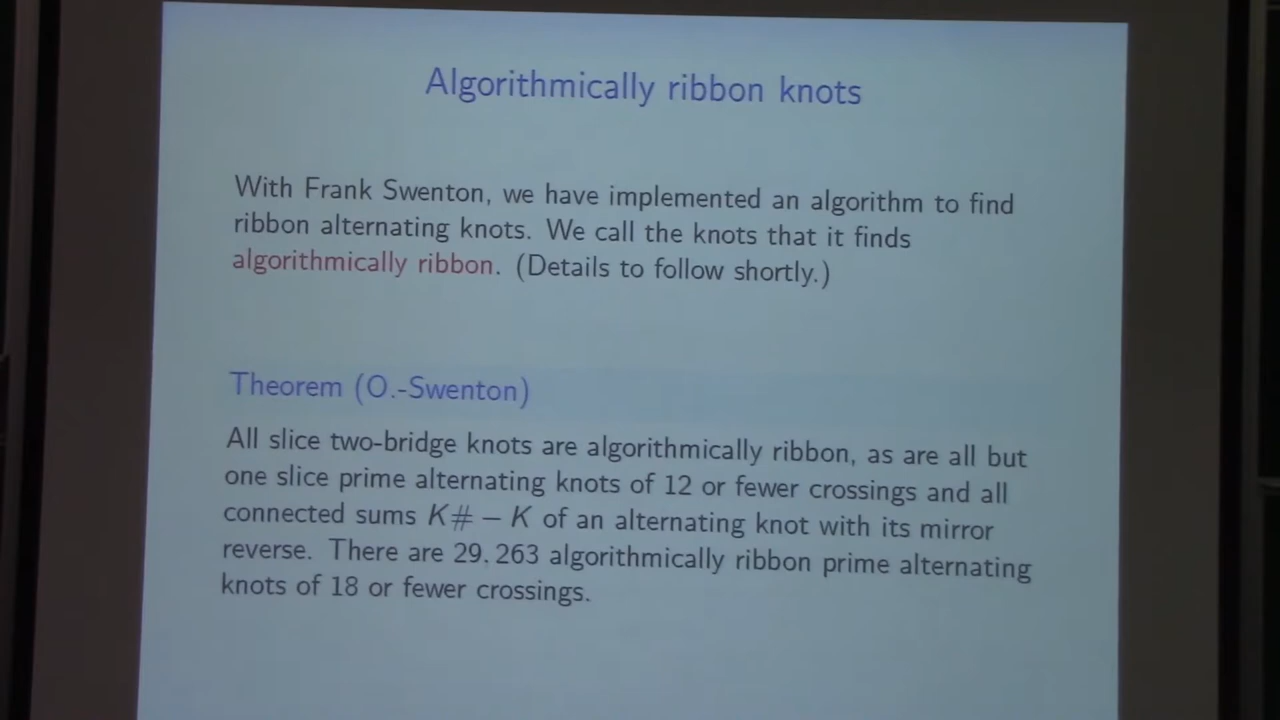 Algorithmically ribbon knots
With Frank Swenton, we have implemented an algorithm to find
ribbon alternating knots. We call the knots that it finds
algorithmically ribbon. (Details to follow shortly.)
Theorem (O.-Swenton)
All slice two-bridge knots are algorithmically ribbon, as are all but
one slice prime alternating knots of 12 or fewer crossings and all
connected sums K# − K of an alternating knot with its mirror
reverse. There are 29. 263 algorithmically ribbon prime alternating
knots of 18 or fewer crossings.